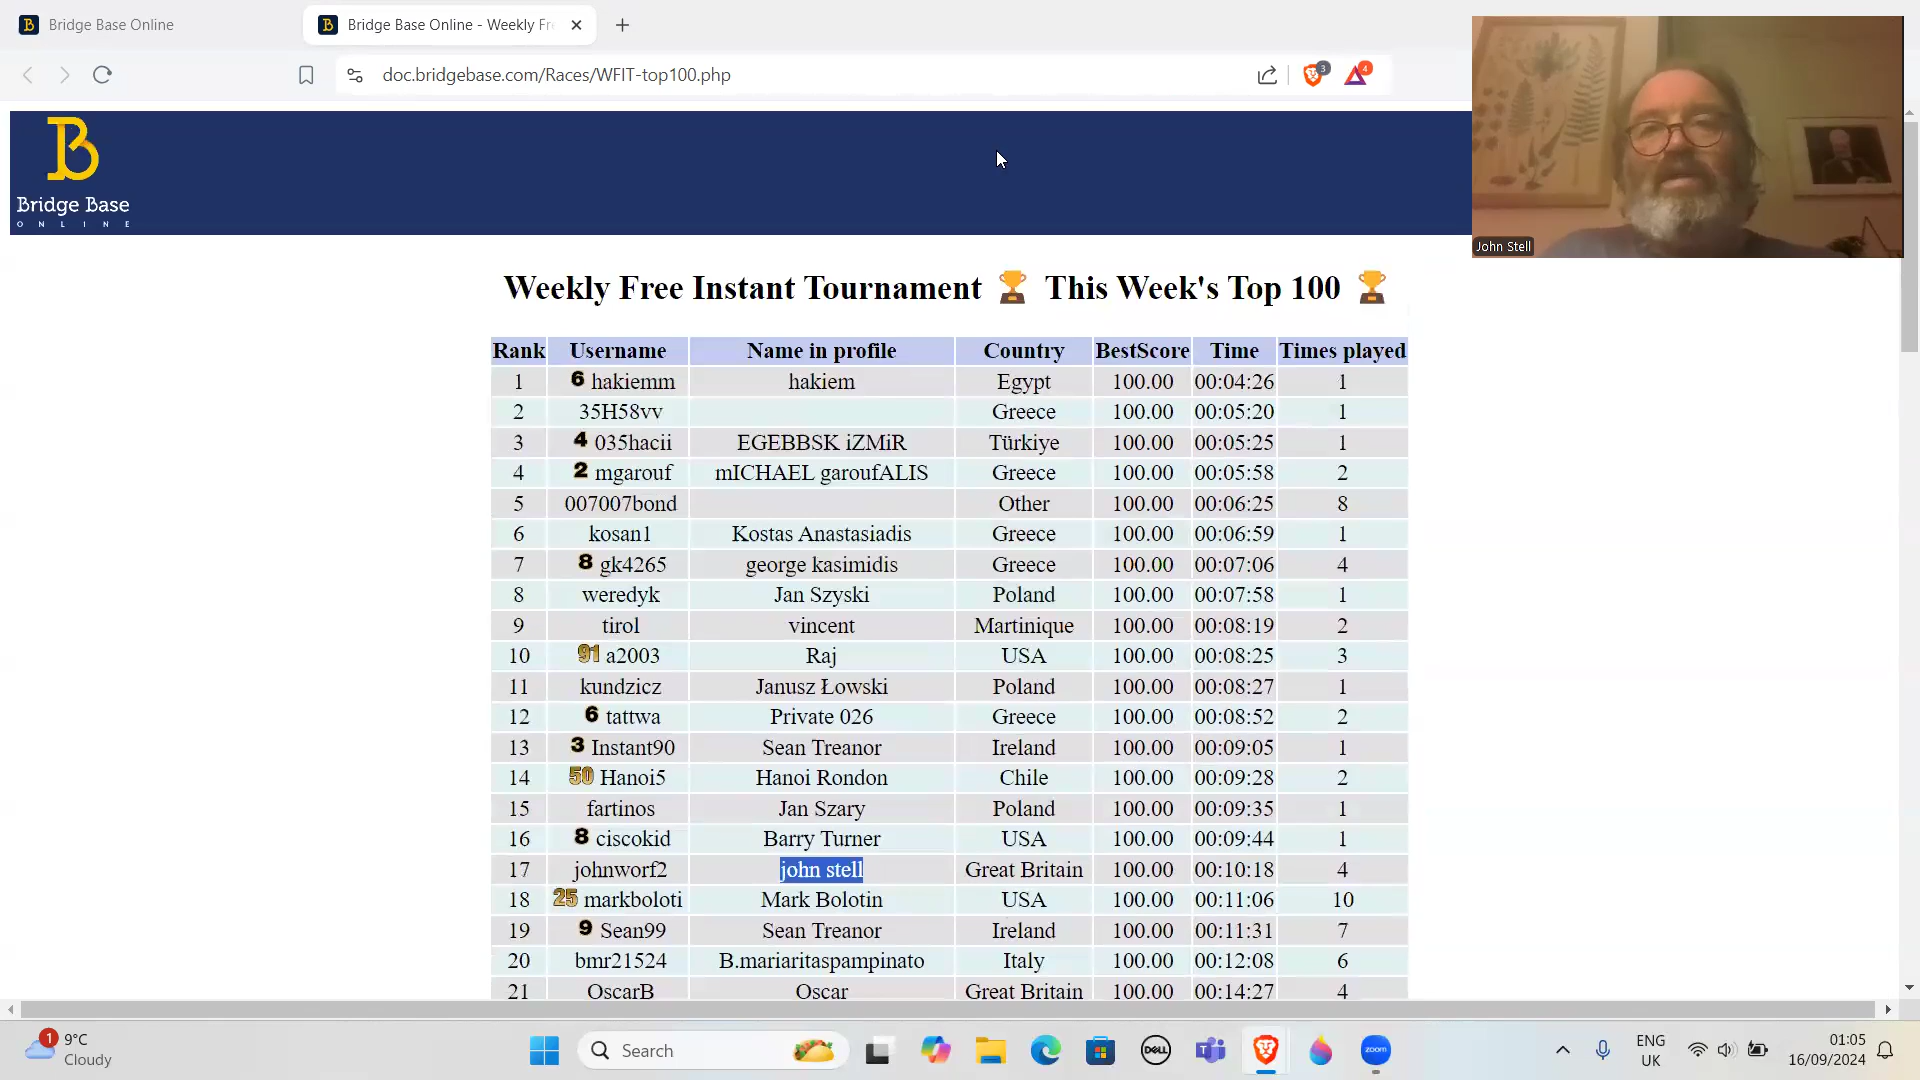 Bridge Base Online
Bridge Base Online - Weekly Fr
doc.bridgebase.com/Races/WFIT-top100.php
3
4
B
Bridge Base
ONLINE
John Stell
Weekly Free Instant Tournament 🏆 This Week's Top 100 🏆
Rank Username Name in profile Country BestScore Time Times played
1 6 hakiemm hakiem Egypt 100.00 00:04:26 1
2 35H58vv Greece 100.00 00:05:20 1
3 4 035hacii EGEBBSK iZMiR Türkiye 100.00 00:05:25 1
4 2 mgarouf mICHAEL garoufALIS Greece 100.00 00:05:58 2
5 007007bond Other 100.00 00:06:25 8
6 kosan1 Kostas Anastasiadis Greece 100.00 00:06:59 1
7 8 gk4265 george kasimidis Greece 100.00 00:07:06 4
8 weredyk Jan Szyski Poland 100.00 00:07:58 1
9 tirol vincent Martinique 100.00 00:08:19 2
10 91 a2003 Raj USA 100.00 00:08:25 3
11 kundzicz Janusz Łowski Poland 100.00 00:08:27 1
12 6 tattwa Private 026 Greece 100.00 00:08:52 2
13 3 Instant90 Sean Treanor Ireland 100.00 00:09:05 1
14 50 Hanoi5 Hanoi Rondon Chile 100.00 00:09:28 2
15 fartinos Jan Szary Poland 100.00 00:09:35 1
16 8 ciscokid Barry Turner USA 100.00 00:09:44 1
17 johnworf2 john stell Great Britain 100.00 00:10:18 4
18 25 markboloti Mark Bolotin USA 100.00 00:11:06 10
19 9 Sean99 Sean Treanor Ireland 100.00 00:11:31 7
20 bmr21524 B.mariaritaspampinato Italy 100.00 00:12:08 6
21 OscarB Oscar Great Britain 100.00 00:14:27 4
1
9°C
Cloudy
Search
DELL
zoom
ENG
UK
01:05
16/09/2024